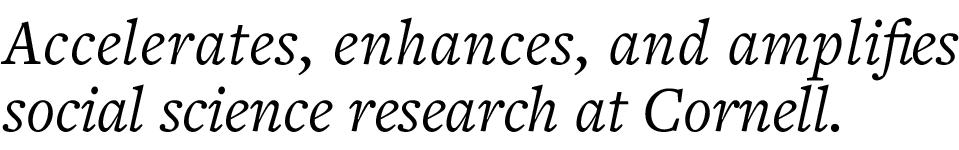 Accelerates, enhances, and amplifies
social science research at Cornell.